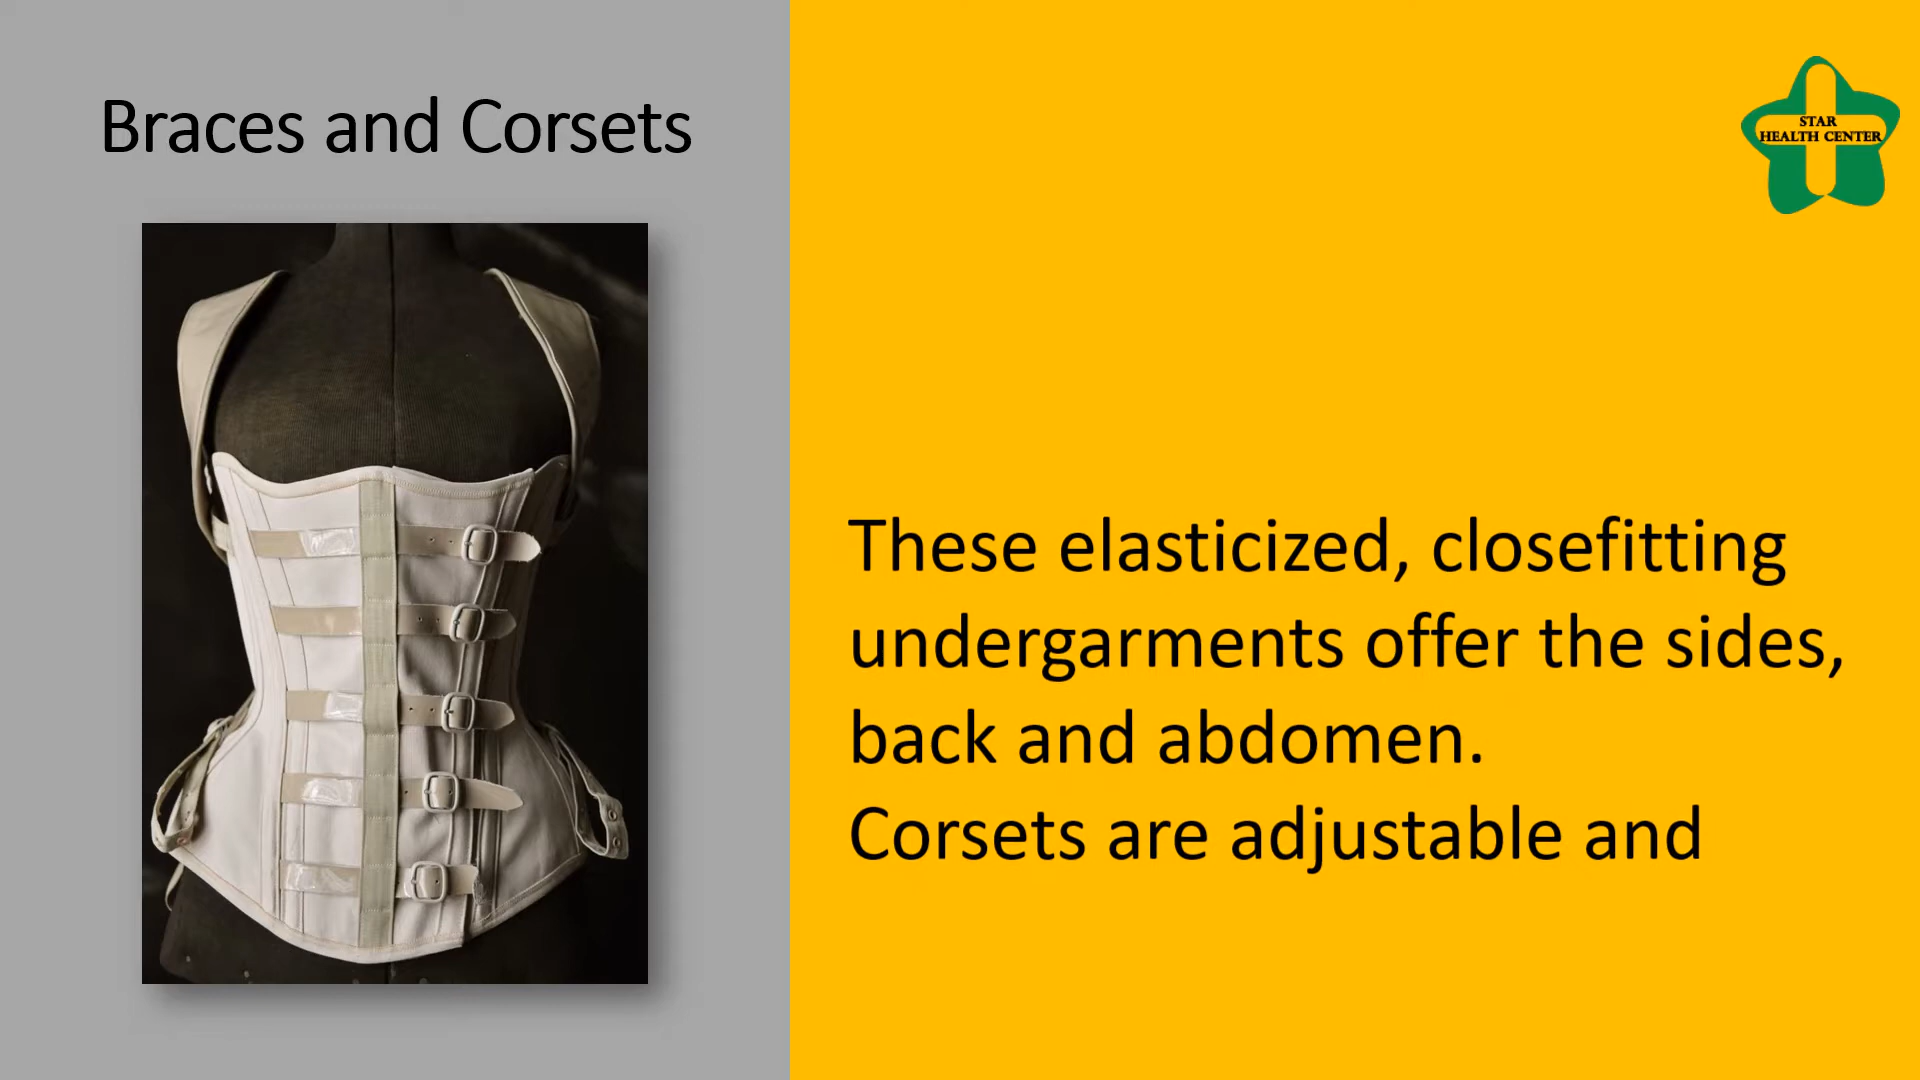 Braces and Corsets
STAR
HEALTH CENTER
These elasticized, closefitting
undergarments offer the sides,
back and abdomen.
Corsets are adjustable and